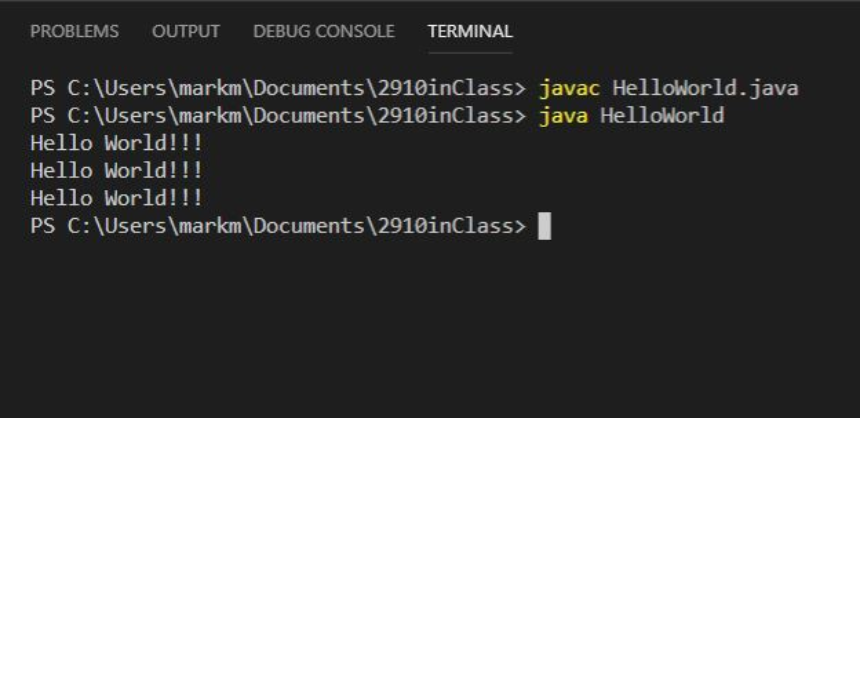 PROBLEMS OUTPUT DEBUG CONSOLE TERMINAL
PS C:\Users\markm\Documents\2910inClass> javac HelloWorld.java
PS C:\Users\markm\Documents\2910inClass> java HelloWorld
Hello World!!!
Hello World!!!
Hello World!!!
PS C:\Users\markm\Documents\2910inClass>